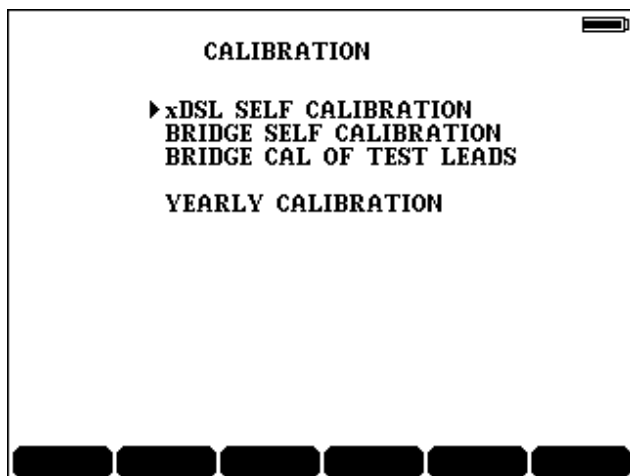 CALIBRATION
xDSL SELF CALIBRATION
BRIDGE SELF CALIBRATION
BRIDGE CAL OF TEST LEADS
YEARLY CALIBRATION